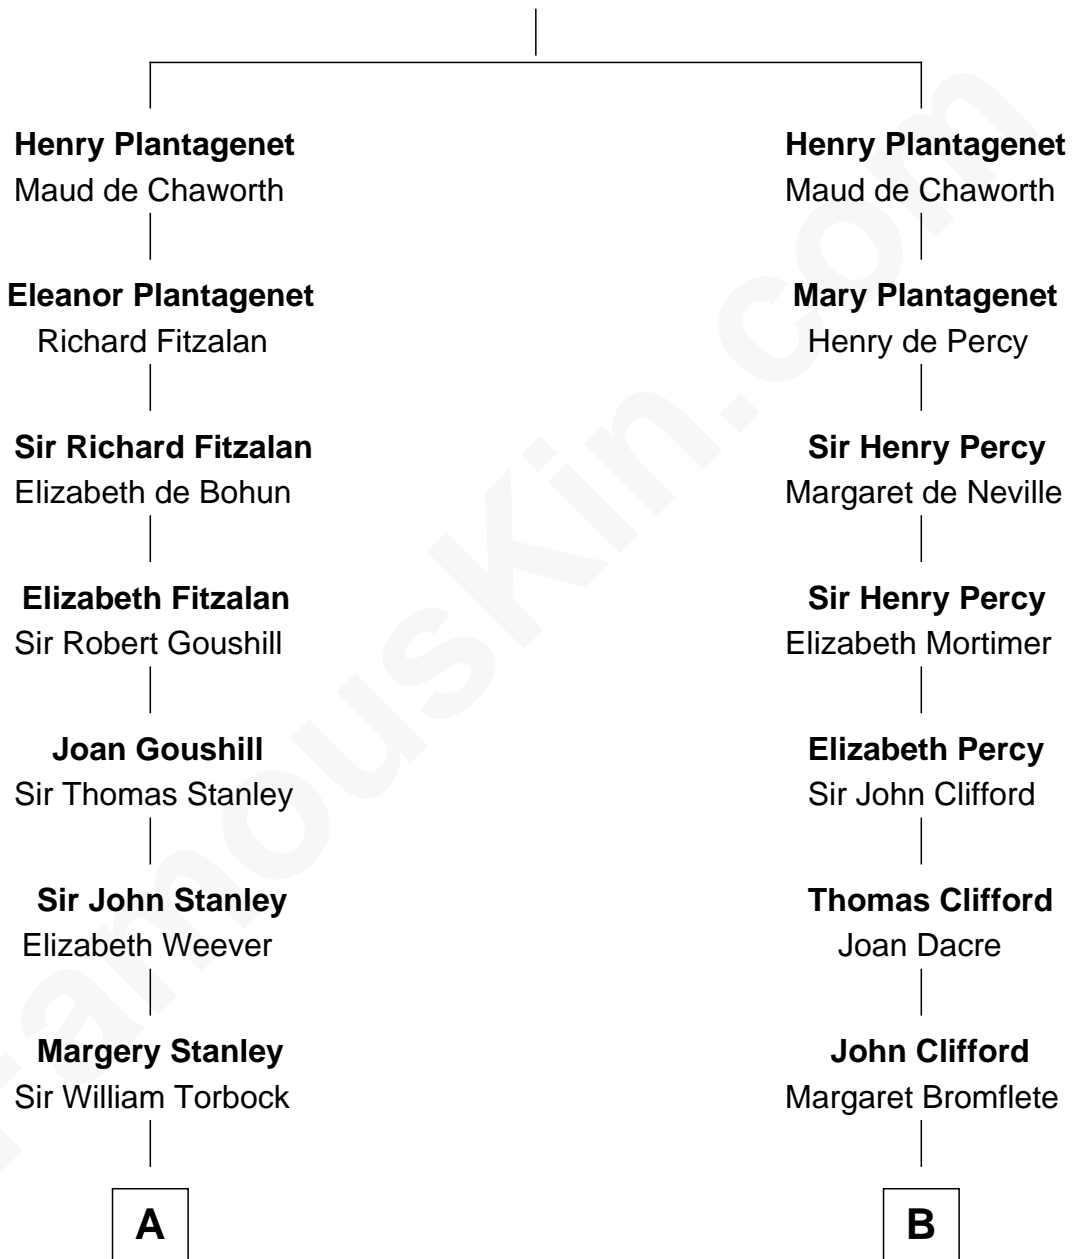 Henry Plantagenet
Maud de Chaworth
Eleanor Plantagenet
Richard Fitzalan
Sir Richard Fitzalan
Elizabeth de Bohun
Elizabeth Fitzalan
Sir Robert Goushill
Joan Goushill
Sir Thomas Stanley
Sir John Stanley
Elizabeth Weever
Margery Stanley
Sir William Torbock
A
Henry Plantagenet
Maud de Chaworth
Mary Plantagenet
Henry de Percy
Sir Henry Percy
Margaret de Neville
Sir Henry Percy
Elizabeth Mortimer
Elizabeth Percy
Sir John Clifford
Thomas Clifford
Joan Dacre
John Clifford
Margaret Bromflete
B
FamousKin.com